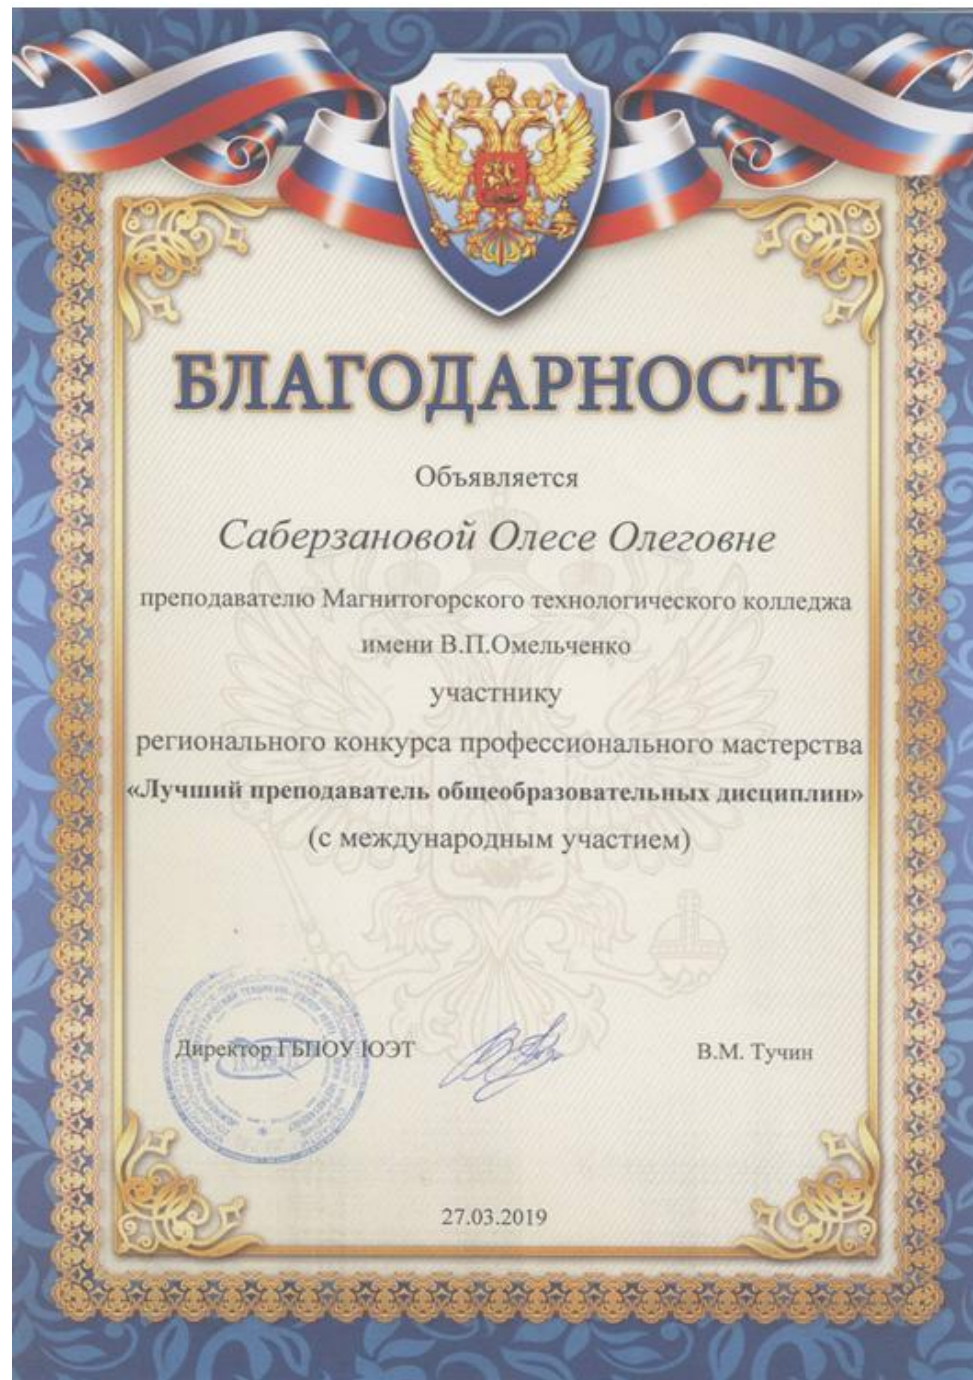 БЛАГОДАРНОСТЬ
Объявляется
Саберзановой Олесе Олеговне
преподавателю Магнитогорского технологического колледжа
имени В.П.Омельченко
участнику
регионального конкурса профессионального мастерства
«Лучший преподаватель общеобразовательных дисциплин»
(с международным участием)
Директор ГБПОУ ЮЭТ
В.М. Тучин
27.03.2019